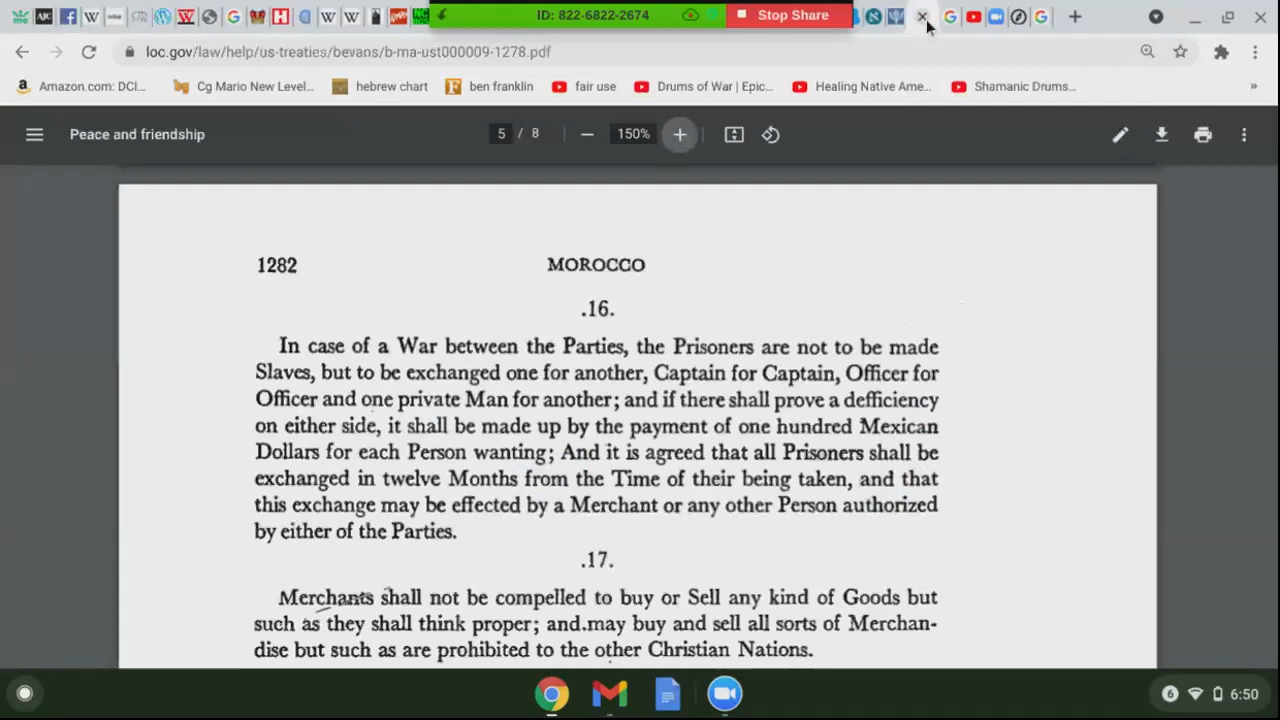 ID: 822-6822-2674
Stop Share
loc.gov/law/help/us-treaties/bevans/b-ma-ust000009-1278.pdf
Amazon.com: DCI...
Cg Mario New Level...
hebrew chart
ben franklin
fair use
Drums of War | Epic...
Healing Native Ame...
Shamanic Drums...
»
Peace and friendship
5 / 8
150%
1282
MOROCCO
.16.
In case of a War between the Parties, the Prisoners are not to be made
Slaves, but to be exchanged one for another, Captain for Captain, Officer for
Officer and one private Man for another; and if there shall prove a defficiency
on either side, it shall be made up by the payment of one hundred Mexican
Dollars for each Person wanting; And it is agreed that all Prisoners shall be
exchanged in twelve Months from the Time of their being taken, and that
this exchange may be effected by a Merchant or any other Person authorized
by either of the Parties.
.17.
Merchants shall not be compelled to buy or Sell any kind of Goods but
such as they shall think proper; and.may buy and sell all sorts of Merchan-
dise but such as are prohibited to the other Christian Nations.
6
6:50